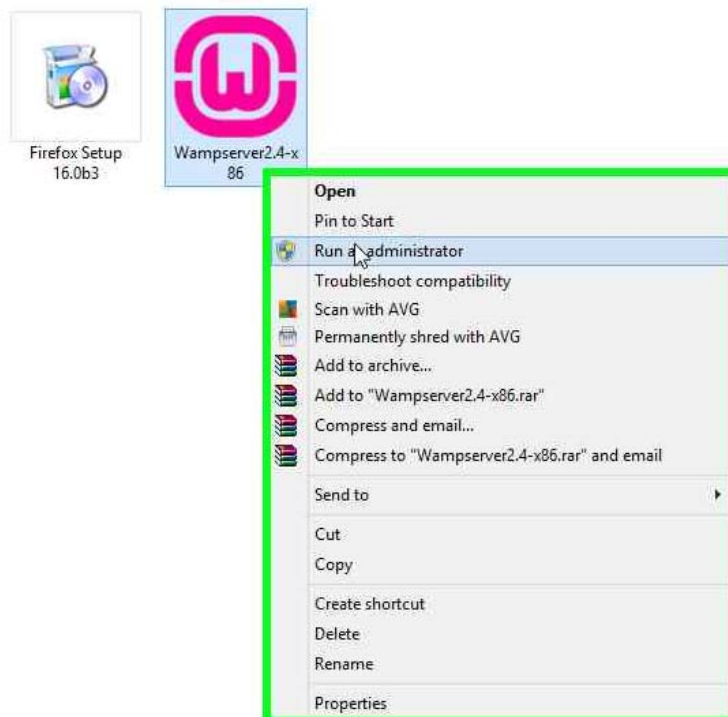 Firefox Setup
16.0b3
Wampserver2.4-x
86
Open
Pin to Start
Run a administrator
Troubleshoot compatibility
Scan with AVG
Permanently shred with AVG
Add to archive...
Add to "Wampserver2.4-x86.rar"
Compress and email...
Compress to "Wampserver2.4-x86.rar" and email
Send to
Cut
Copy
Create shortcut
Delete
Rename
Properties